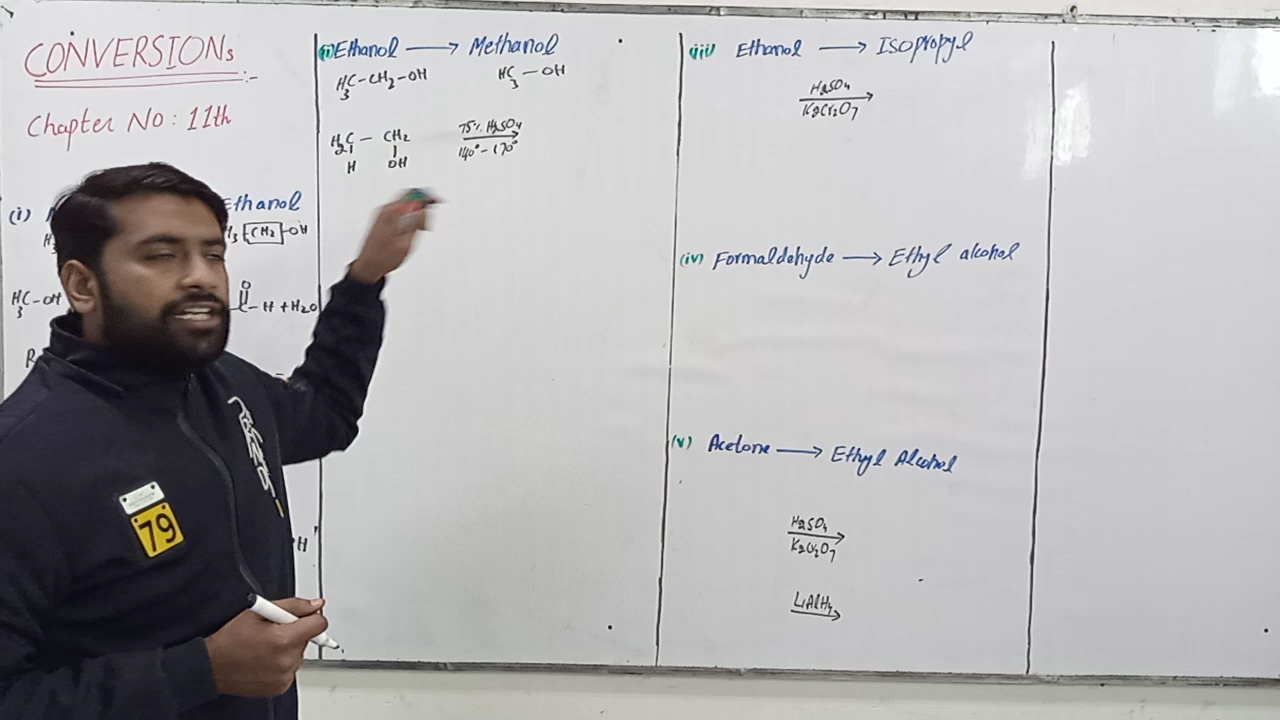 CONVERSIONs :-
Chapter No: 11th
(i)
Ethanol
H3 CH2 -OH
H3C-OH
O
C-H +H2O
H
(ii) Ethanol → Methanol
H3C-CH2-OH H3C-OH
H2C - CH2
H OH
75% H2SO4
140° - 170°
(iii) Ethanol → Isopropyl
H2SO4
K2Cr2O7
(iv) Formaldehyde → Ethyl alcohol
(v) Acetone → Ethyl Alcohol
H2SO4
K2Cr2O7
LiAlH4
79